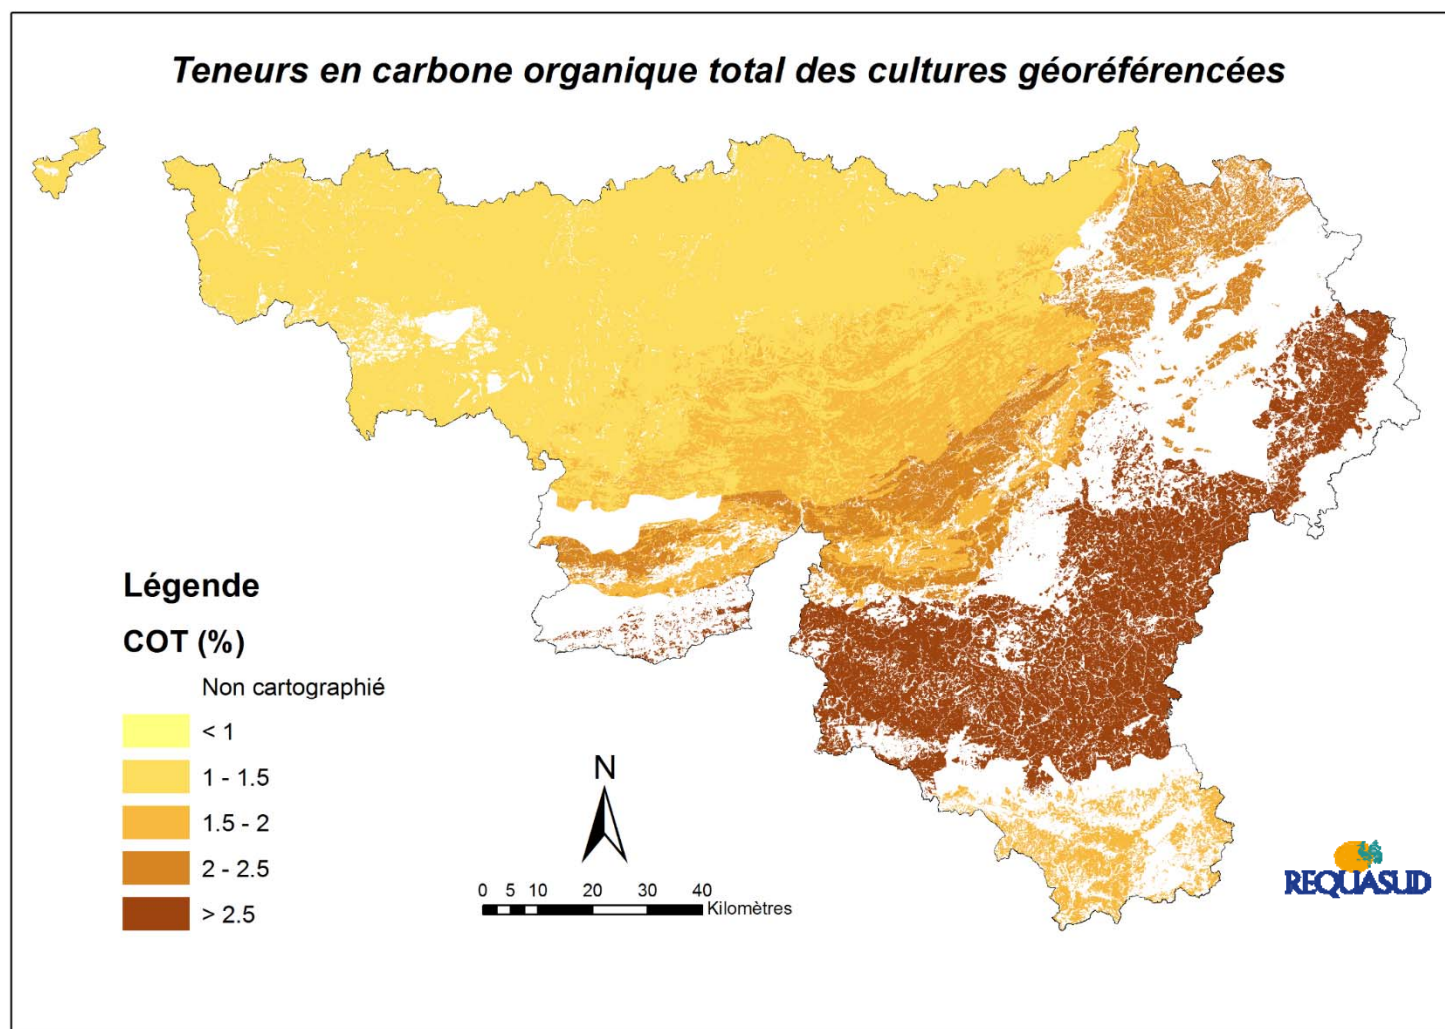 Teneurs en carbone organique total des cultures géoréférencées
Légende
COT (%)
Non cartographié
< 1
1 - 1.5
1.5 - 2
2 - 2.5
> 2.5
N
0 5 10 20 30 40
Kilomètres
REQUASUD